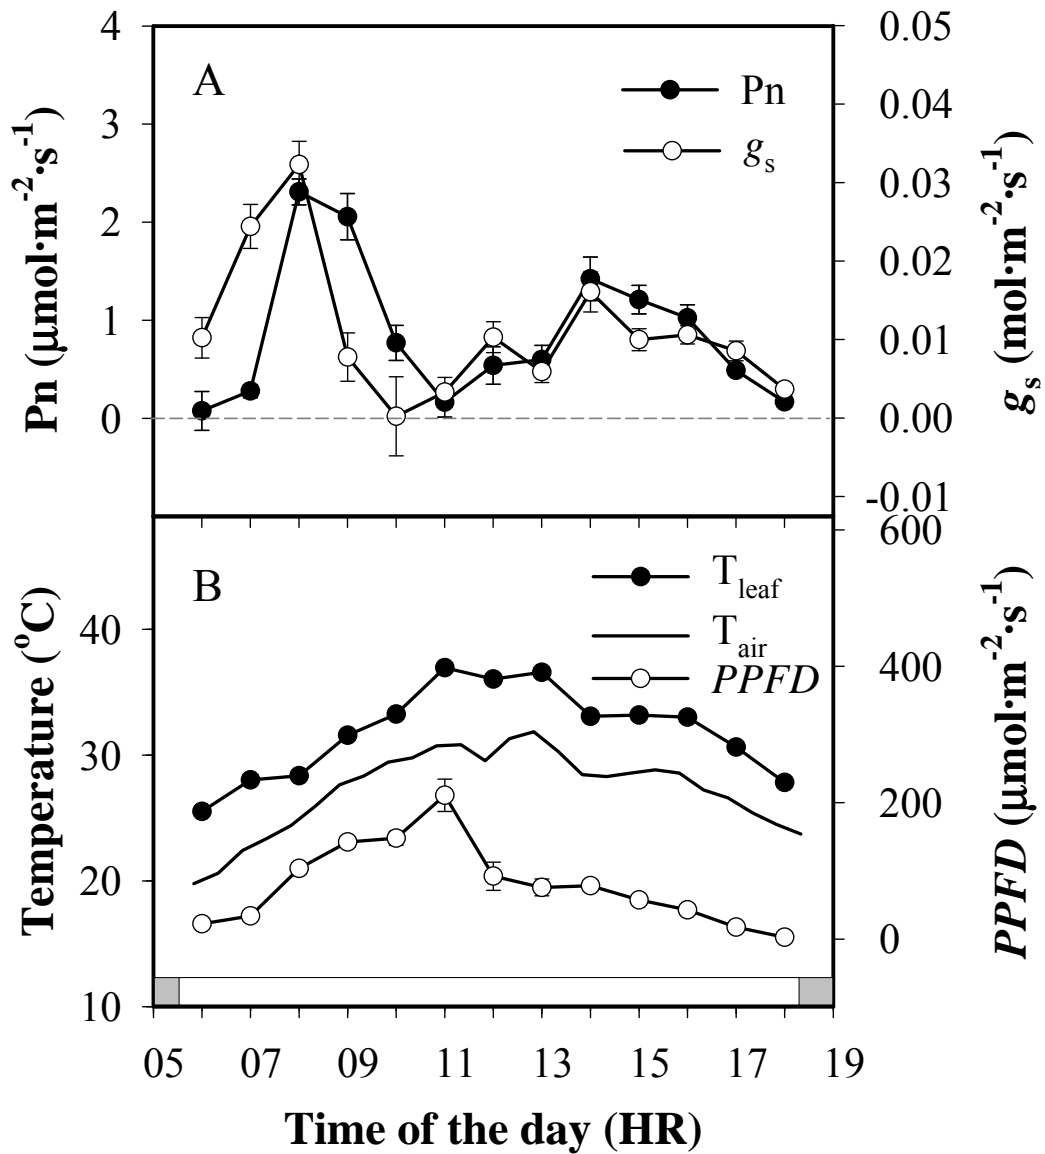 4
3
2
1
0
Pn (μmol·m⁻²·s⁻¹)
A
Pn
gₛ
0.05
0.04
0.03
0.02
0.01
0.00
-0.01
gₛ (mol·m⁻²·s⁻¹)
40
30
20
10
Temperature (°C)
B
T_leaf
T_air
PPFD
600
400
200
0
PPFD (μmol·m⁻²·s⁻¹)
05 07 09 11 13 15 17 19
Time of the day (HR)